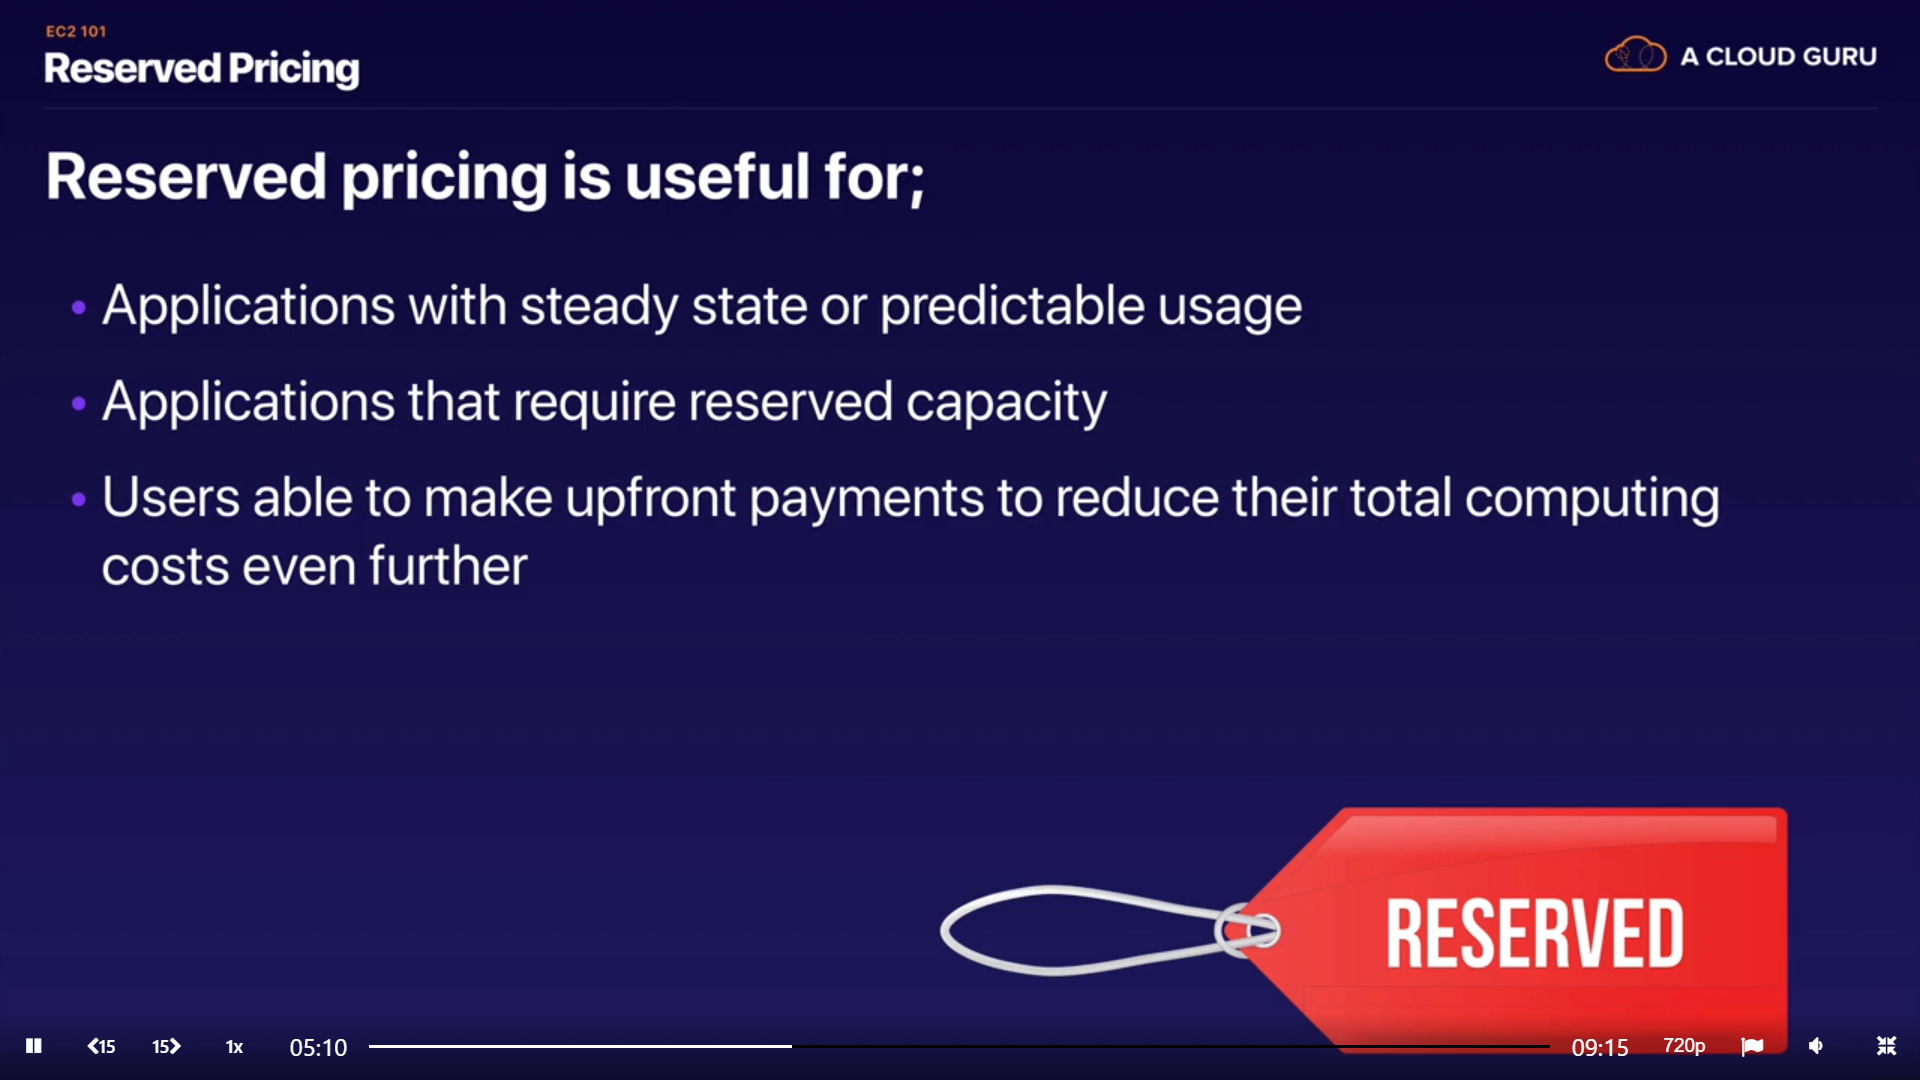 EC2 101
Reserved Pricing
A CLOUD GURU
Reserved pricing is useful for;
• Applications with steady state or predictable usage
• Applications that require reserved capacity
• Users able to make upfront payments to reduce their total computing
costs even further
RESERVED
15 15 1x 05:10 09:15 720p